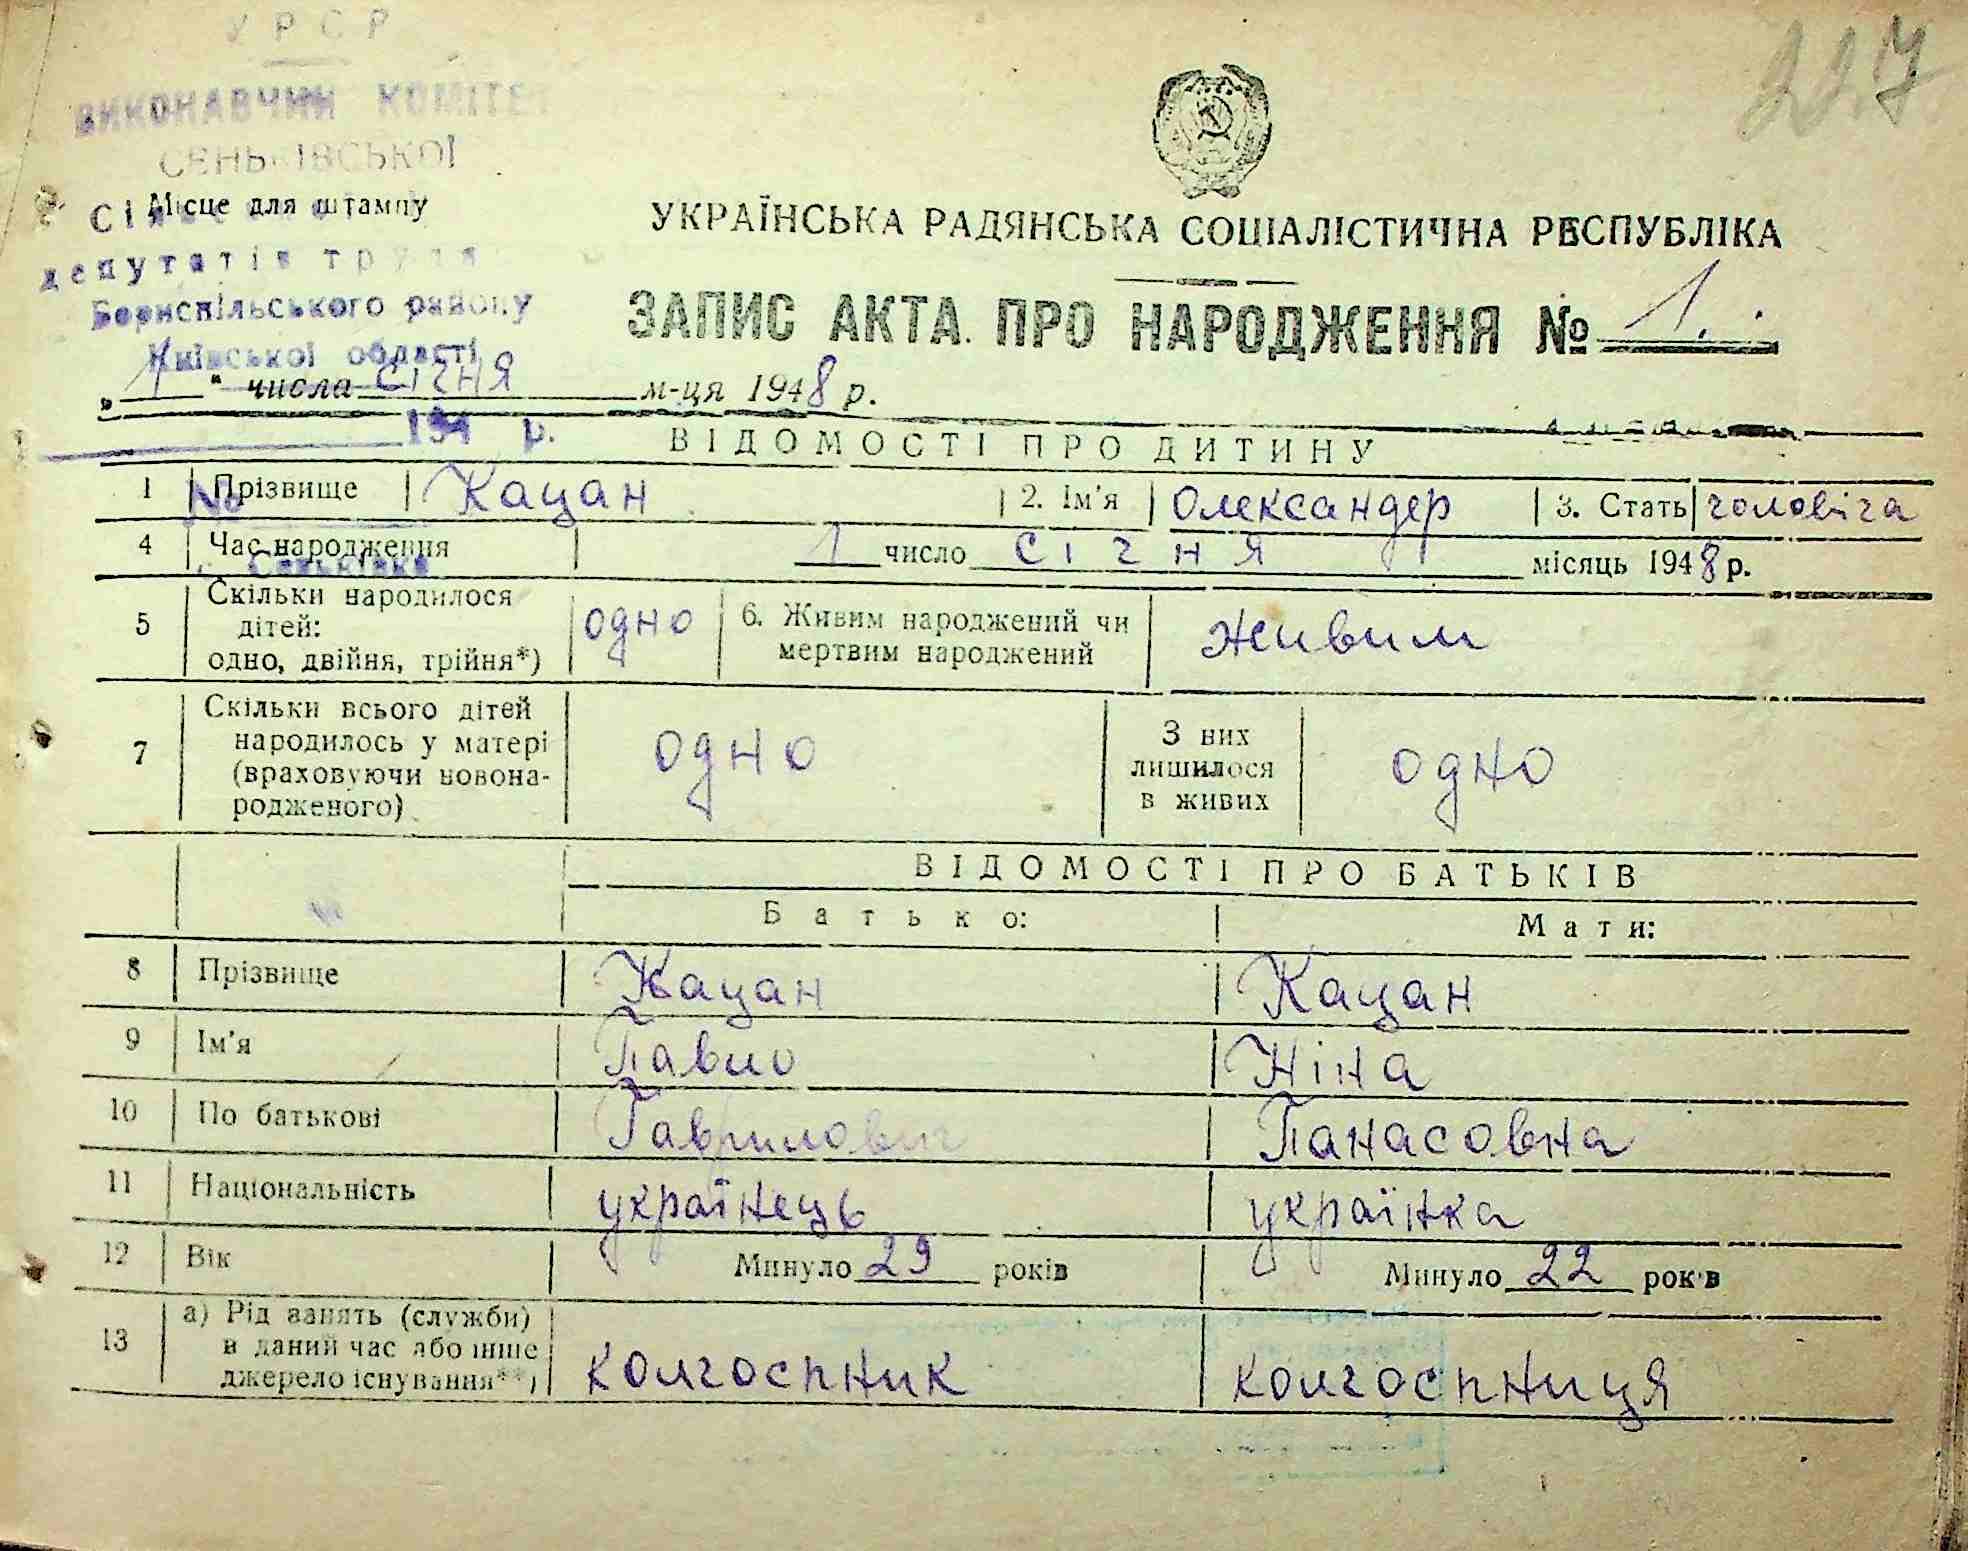 УРСР
227
ВИКОНАВЧИЙ КОМІТЕ
СЕНЬКІВСЬКОЇ
Місце для штампу
депутатів труд
Бориспільського району
Київської області
194 р.
№
с. Сеньківка
УКРАЇНСЬКА РАДЯНСЬКА СОЦІАЛІСТИЧНА РЕСПУБЛІКА
ЗАПИС АКТА ПРО НАРОДЖЕННЯ № 1.
„ 1 " числа січня м-ця 1948 р.
ВІДОМОСТІ ПРО ДИТИНУ
1 Прізвище Кацан 2. Ім'я Олександер 3. Стать чоловіча
4 Час народження 1 число січня місяць 1948 р.
5 Скільки народилося дітей: одно, двійня, трійня*) одно 6. Живим народжений чи мертвим народжений живим
7 Скільки всього дітей народилось у матері (враховуючи новонародженого) одно З них лишилося в живих одно
ВІДОМОСТІ ПРО БАТЬКІВ
Батько: Мати:
8 Прізвище Кацан Кацан
9 Ім'я Павло Ніна
10 По батькові Гаврилович Панасовна
11 Національність українець українка
12 Вік Минуло 29 років Минуло 22 років
13 а) Рід занять (служби) в даний час або інше джерело існування**) колгоспник колгоспниця